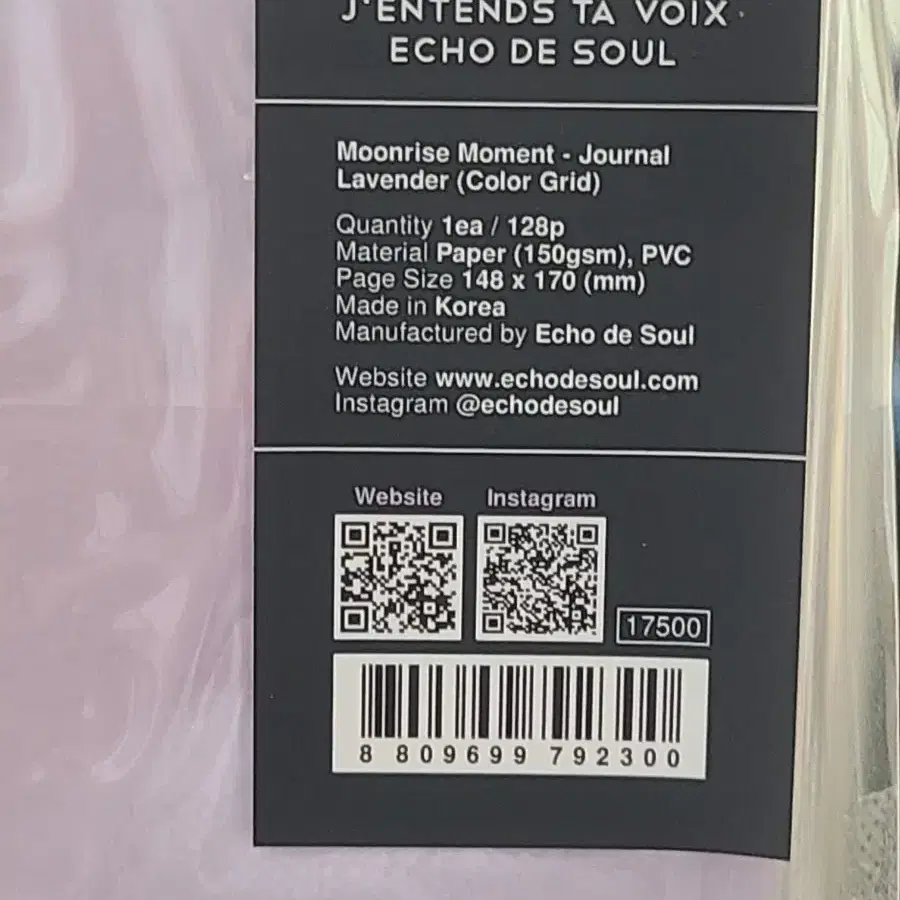 J'ENTENDS TA VOIX·
ECHO DE SOUL
Moonrise Moment - Journal
Lavender (Color Grid)
Quantity 1ea / 128p
Material Paper (150gsm), PVC
Page Size 148 x 170 (mm)
Made in Korea
Manufactured by Echo de Soul
Website www.echodesoul.com
Instagram @echodesoul
Website Instagram
17500
8 809699 792300